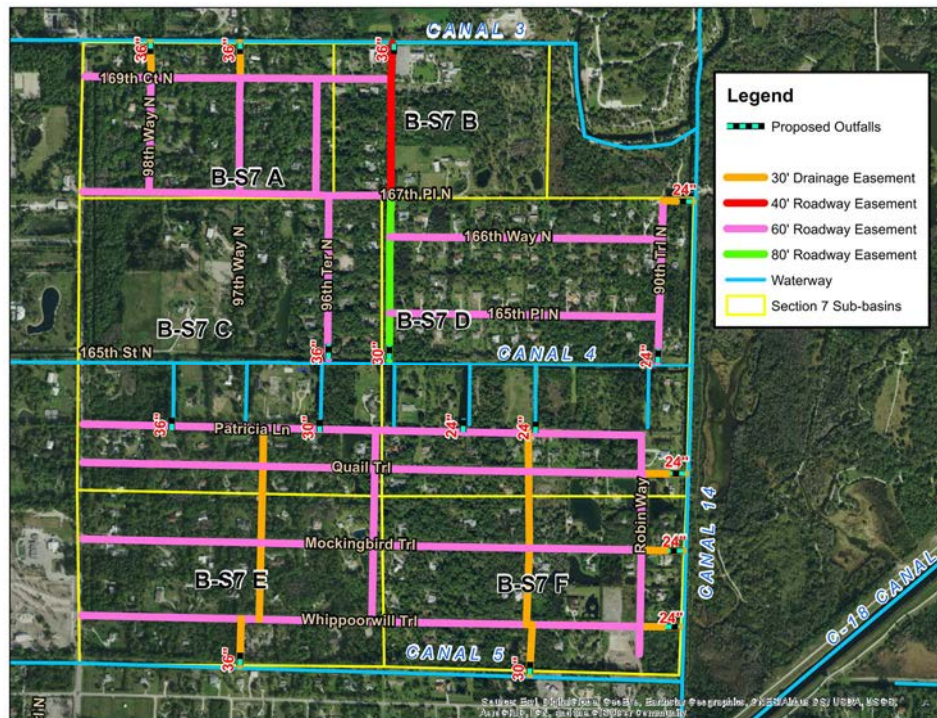 CANAL 3
36"
36"
36"
169th Ct N
98th Way N
B-S7 B
B-S7 A
167th Pl N
24"
Legend
Proposed Outfalls
30' Drainage Easement
40' Roadway Easement
60' Roadway Easement
80' Roadway Easement
Waterway
Section 7 Sub-basins
97th Way N
96th Ter N
166th Way N
90th Trl N
165th Pl N
B-S7 C
B-S7 D
165th St N
36"
30"
CANAL 4
24"
36"
Patricia Ln
30"
24"
24"
Quail Trl
24"
Robin Way
CANAL 14
Mockingbird Trl
24"
B-S7 E
B-S7 F
Whippoorwill Trl
24"
C-18 CANAL
36"
CANAL 5
30"